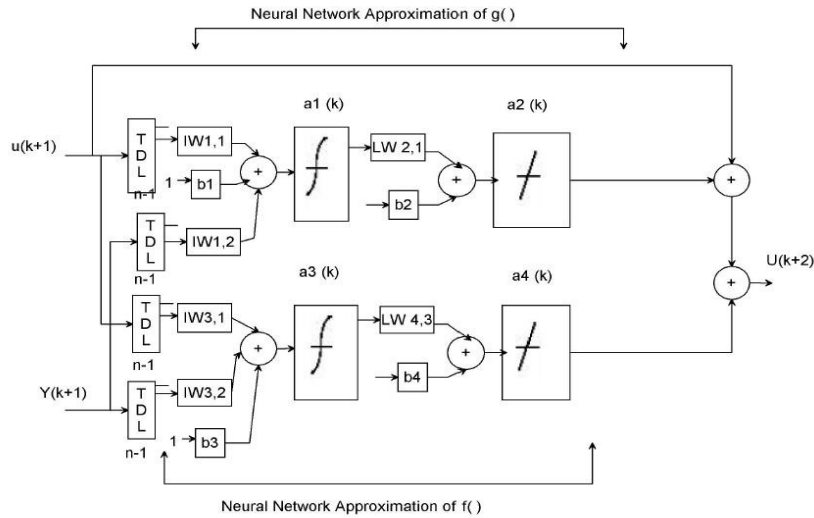 Neural Network Approximation of g( )
a1 (k)
a2 (k)
u(k+1)
T
D
L
n-1
IW1,1
1
b1
+
LW 2,1
b2
+
+
T
D
L
n-1
IW1,2
a3 (k)
a4 (k)
U(k+2)
+
T
D
L
n-1
IW3,1
+
LW 4,3
b4
+
Y(k+1)
T
D
L
n-1
IW3,2
1
b3
Neural Network Approximation of f( )